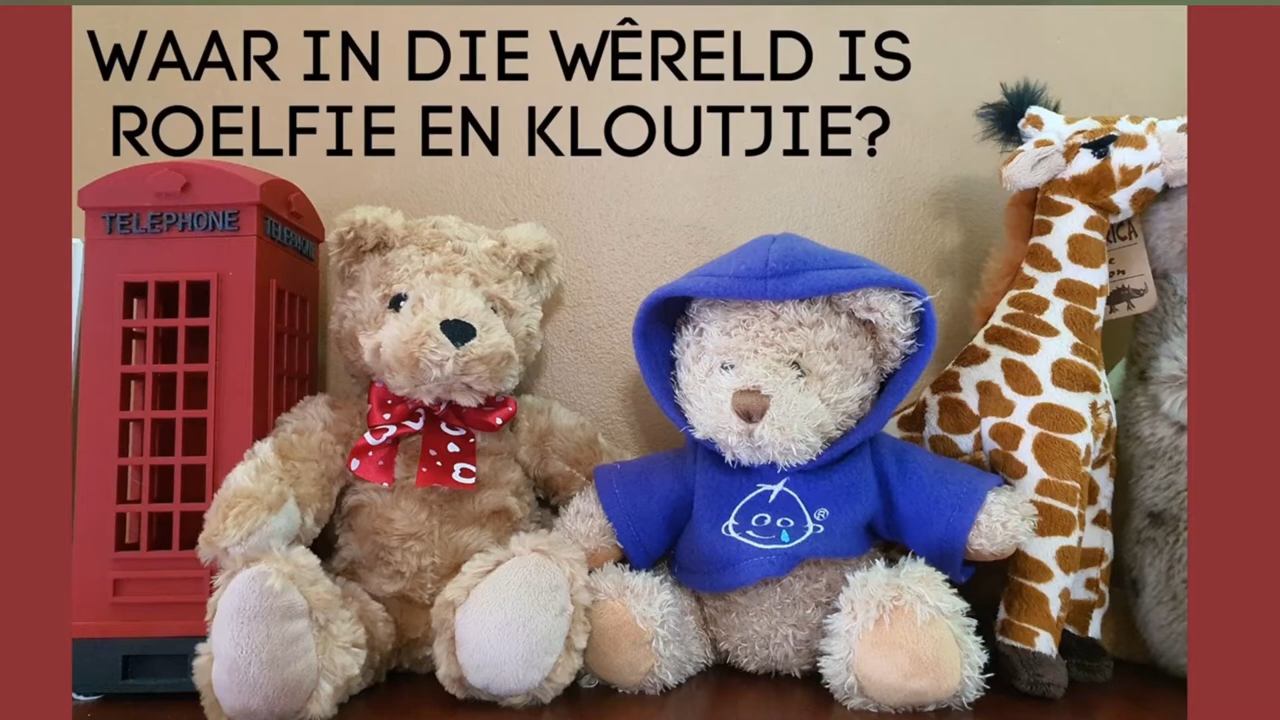 WAAR IN DIE WÊRELD IS
ROELFIE EN KLOUTJIE?
TELEPHONE
TELEPHONE
®